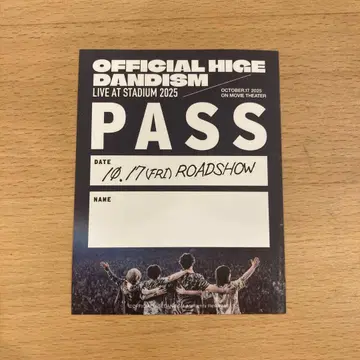 OFFICIAL HIGE
DANDISM
LIVE AT STADIUM 2025
OCTOBER.17 2025
ON MOVIE THEATER
PASS
DATE
10.17(FRI) ROADSHOW
NAME